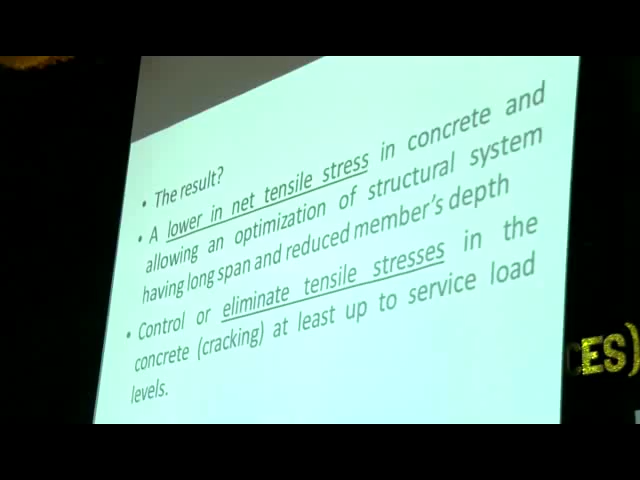 • The result?
• A lower in net tensile stress in concrete and
allowing an optimization of structural system
having long span and reduced member's depth
• Control or eliminate tensile stresses in the
concrete (cracking) at least up to service load
levels.
CES)